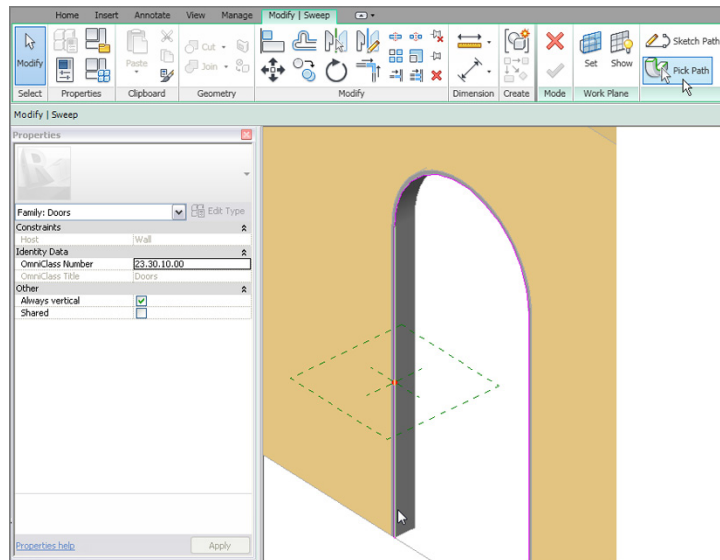 Home Insert Annotate View Manage Modify | Sweep
Modify
Paste
Cut
Join
Set
Show
Sketch Path
Pick Path
Select Properties Clipboard Geometry Modify Dimension Create Mode Work Plane
Modify | Sweep
Properties
Family: Doors
Edit Type
Constraints
Host Wall
Identity Data
OmniClass Number 23.30.10.00
OmniClass Title Doors
Other
Always vertical
Shared
Properties help
Apply